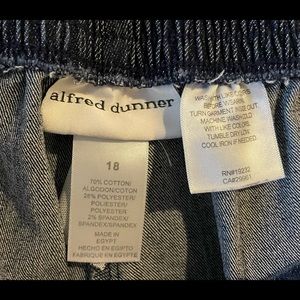 alfred dunner
18
70% COTTON/
ALGODON/COTON
28% POLYESTER/
POLIESTER/
POLYESTER
2% SPANDEX/
SPANDEX/SPANDEX
MADE IN
EGYPT
HECHO EN EGIPTO
FABRIQUE EN EGYPTE
WASH WITH LIKE COLORS
BEFORE WEARING.
TURN GARMENT INSIDE OUT.
MACHINE WASH COLD
WITH LIKE COLORS.
TUMBLE DRY LOW.
COOL IRON IF NEEDED.
RN#19232
CA#29961